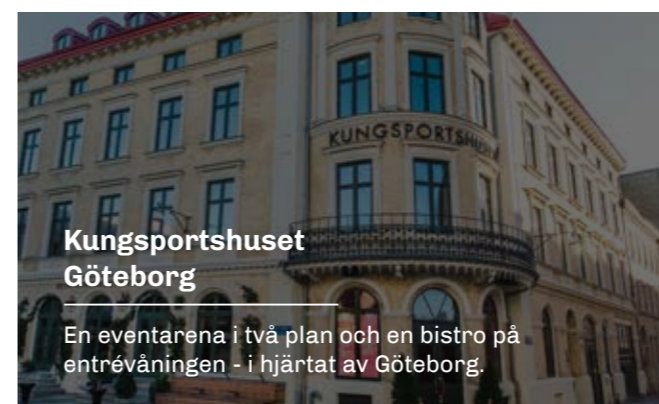 KUNGSPORTSHUSET
Kungsportshuset
Göteborg
En eventarena i två plan och en bistro på
entrévåningen - i hjärtat av Göteborg.